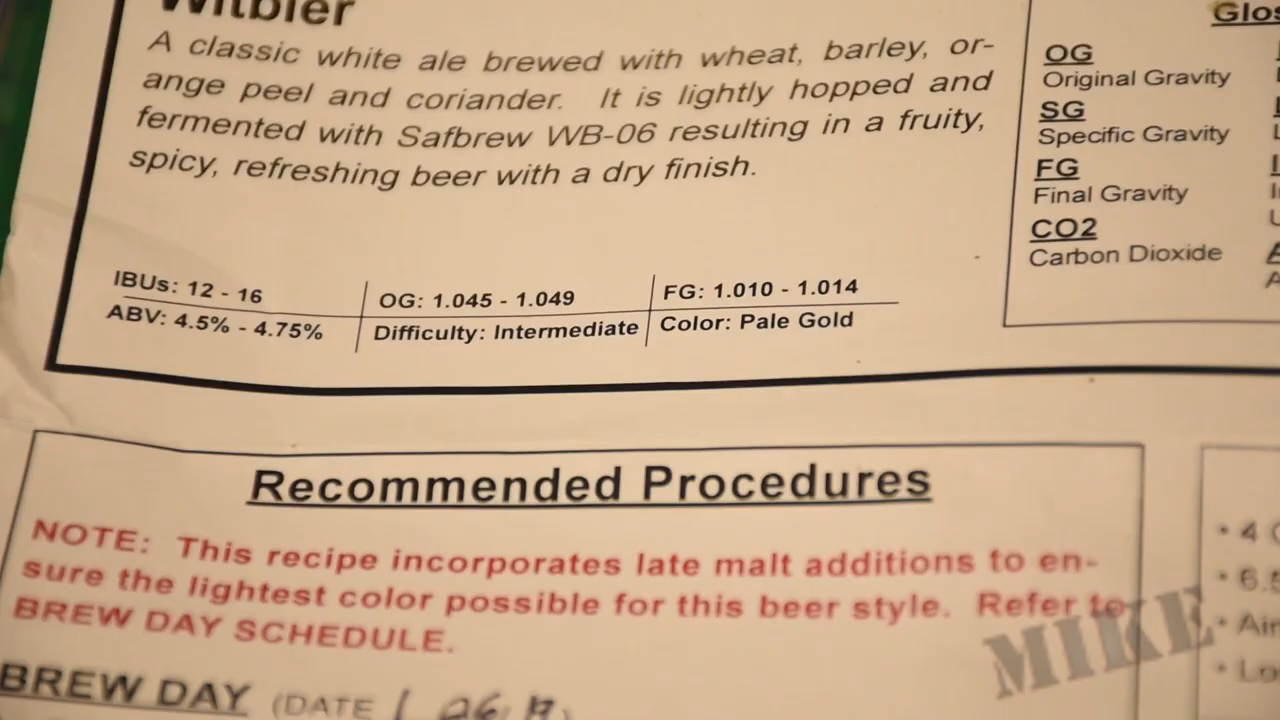 Witbier
A classic white ale brewed with wheat, barley, or-
ange peel and coriander. It is lightly hopped and
fermented with Safbrew WB-06 resulting in a fruity,
spicy, refreshing beer with a dry finish.
IBUs: 12 - 16
OG: 1.045 - 1.049
FG: 1.010 - 1.014
ABV: 4.5% - 4.75%
Difficulty: Intermediate
Color: Pale Gold
OG
Original Gravity
SG
Specific Gravity
FG
Final Gravity
CO2
Carbon Dioxide
Recommended Procedures
NOTE: This recipe incorporates late malt additions to en-
sure the lightest color possible for this beer style. Refer to
BREW DAY SCHEDULE.
BREW DAY (DATE
MIKE